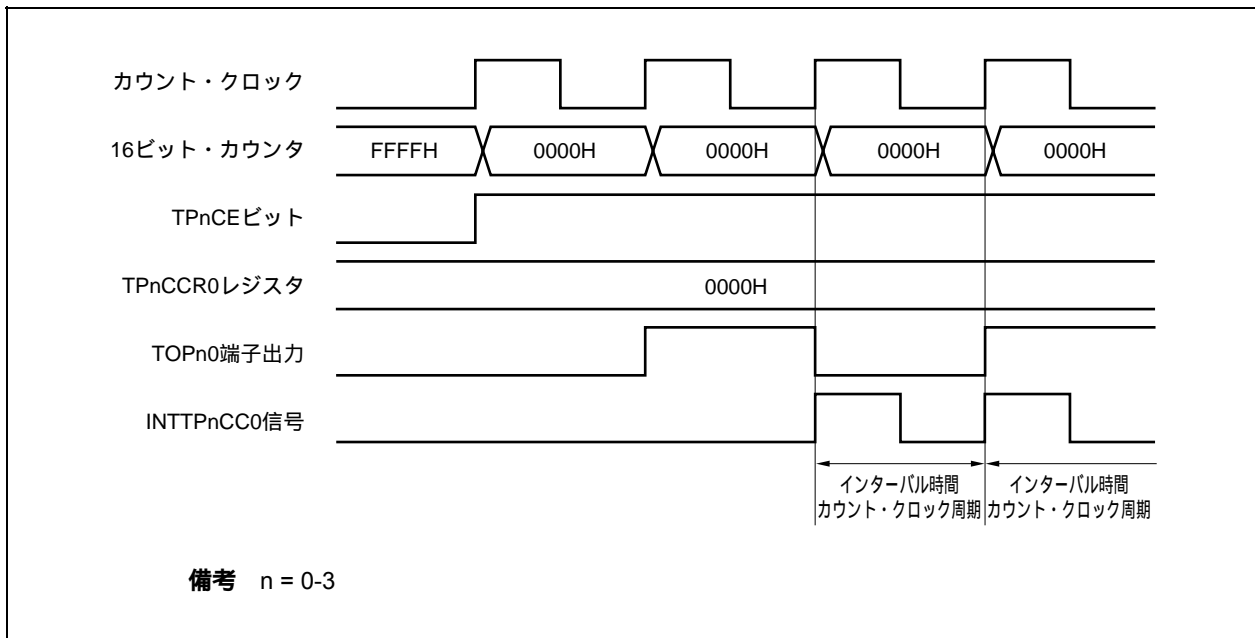 カウント・クロック
16ビット・カウンタ
FFFFH
0000H
0000H
0000H
0000H
TPnCEビット
TPnCCR0レジスタ
0000H
TOPn0端子出力
INTTPnCC0信号
インターバル時間
カウント・クロック周期
インターバル時間
カウント・クロック周期
備考 n = 0-3